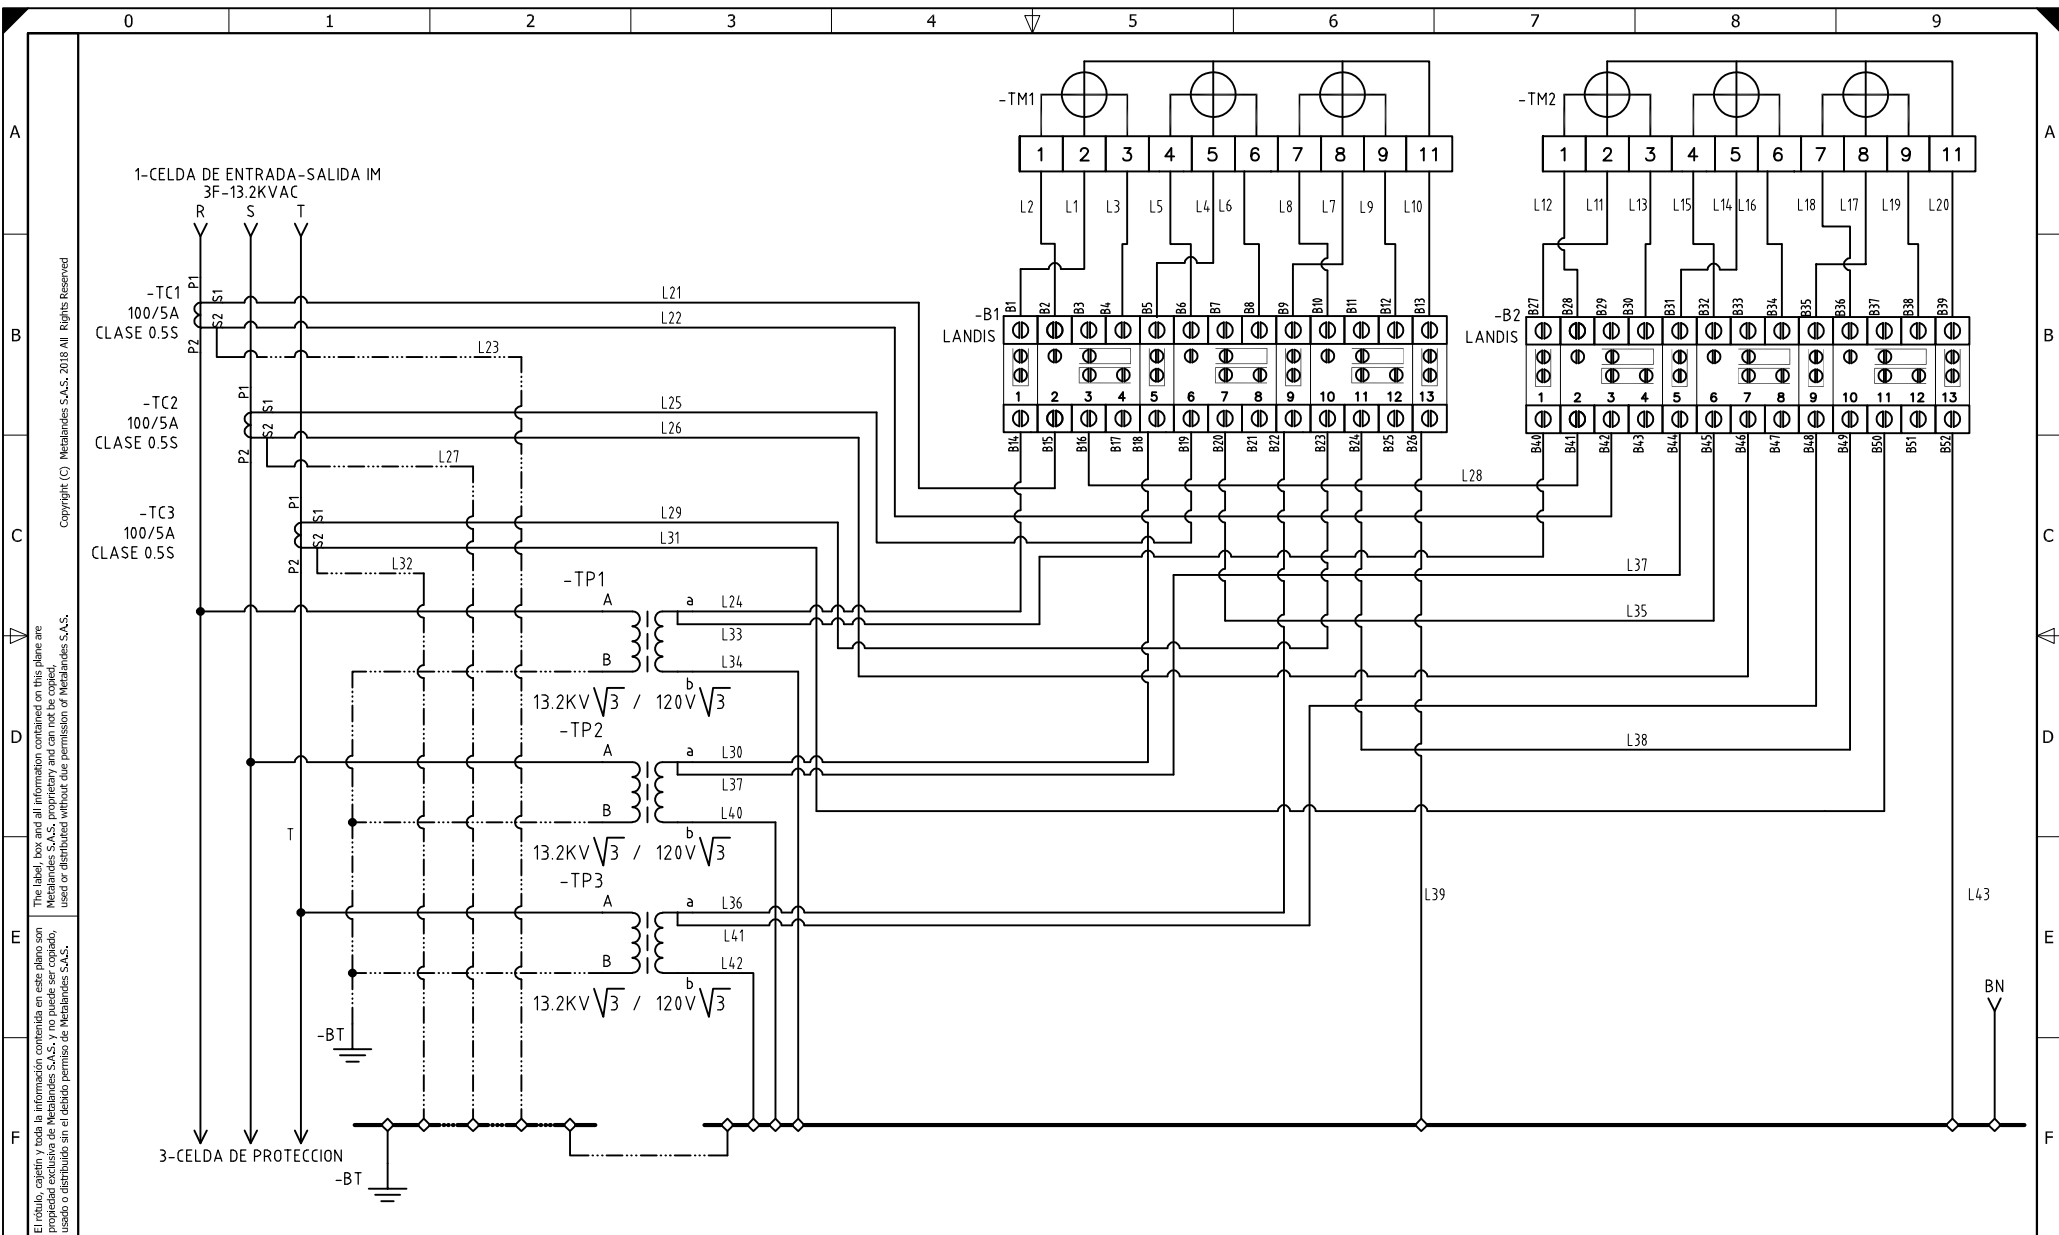 0 1 2 3 4 5 6 7 8 9
A A
B B
C C
D D
E E
F F
1-CELDA DE ENTRADA-SALIDA IM
3F-13.2KVAC
R S T
-TM1
1 2 3 4 5 6 7 8 9 11
L2 L1 L3 L5 L4 L6 L8 L7 L9 L10
-TM2
1 2 3 4 5 6 7 8 9 11
L12 L11 L13 L15 L14 L16 L18 L17 L19 L20
-B1
LANDIS
B1 B2 B3 B4 B5 B6 B7 B8 B9 B10 B11 B12 B13
1 2 3 4 5 6 7 8 9 10 11 12 13
B14 B15 B16 B17 B18 B19 B20 B21 B22 B23 B24 B25 B26
-B2
LANDIS
B27 B28 B29 B30 B31 B32 B33 B34 B35 B36 B37 B38 B39
1 2 3 4 5 6 7 8 9 10 11 12 13
B40 B41 B42 B43 B44 B45 B46 B47 B48 B49 B50 B51 B52
-TC1
100/5A
CLASE 0.5S
P1 S1 S2 P2
L21
L22
L23
-TC2
100/5A
CLASE 0.5S
P1 S1 S2 P2
L25
L26
L27
L28
-TC3
100/5A
CLASE 0.5S
P1 S1 S2 P2
L29
L31
L32
L37
L35
L38
-TP1
A a
L24
L33
B L34
b
13.2KV√3 / 120V√3
-TP2
A a
L30
L37
B L40
b
13.2KV√3 / 120V√3
T
-TP3
A a
L36
L41
B L42
b
13.2KV√3 / 120V√3
L39
L43
BN
-BT
3-CELDA DE PROTECCION
-BT
Copyright (C) Metalandes S.A.S. 2018 All Rights Reserved
The label, box and all information contained on this plane are
Metalandes S.A.S. proprietary and can not be copied,
used or distributed without due permission of Metalandes S.A.S.
El rótulo, cajetín y toda la información contenida en este plano son
propiedad exclusiva de Metalandes S.A.S. y no puede ser copiado,
usado o distribuido sin el debido permiso de Metalandes S.A.S.